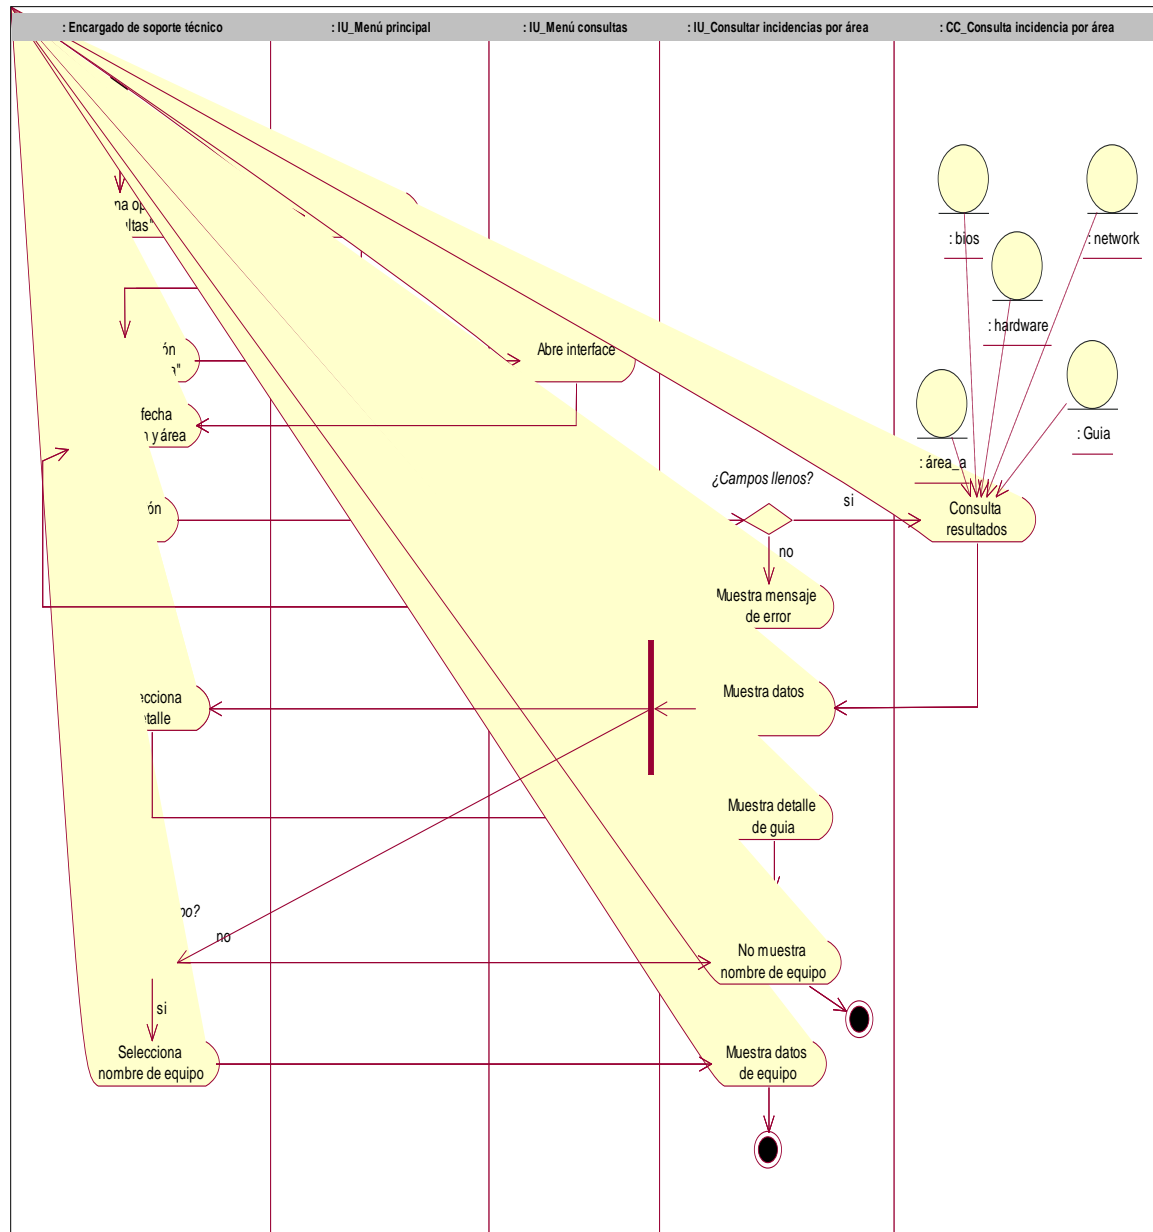 : Encargado de soporte técnico
: IU_Menú principal
: IU_Menú consultas
: IU_Consultar incidencias por área
: CC_Consulta incidencia por área
: bios
: network
: hardware
Abre interface
fecha
y área
: Guia
: área_a
¿Campos llenos?
si
Consulta
resultados
no
Muestra mensaje
de error
Muestra datos
Muestra detalle
de guia
no
No muestra
nombre de equipo
si
Selecciona
nombre de equipo
Muestra datos
de equipo